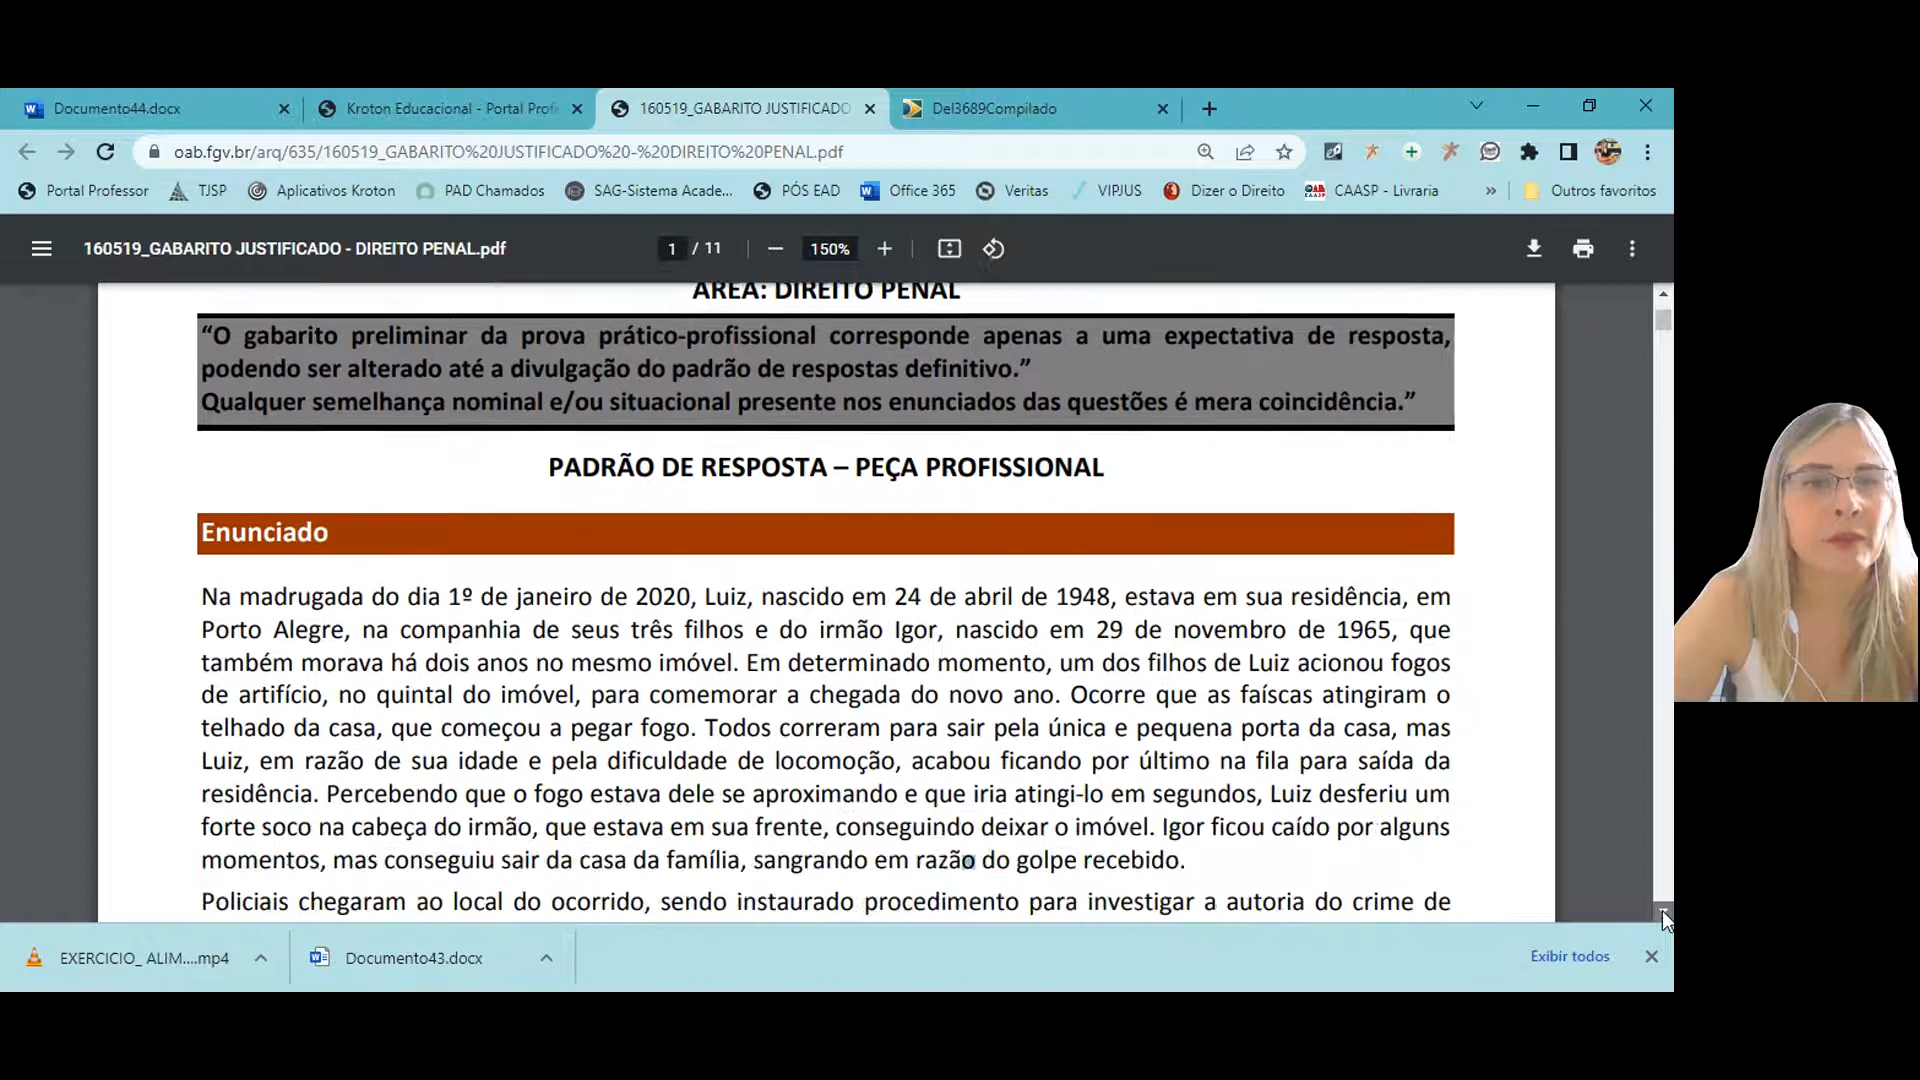 Documento44.docx
Kroton Educacional - Portal Prof
160519_GABARITO JUSTIFICADO
Del3689Compilado
oab.fgv.br/arq/635/160519_GABARITO%20JUSTIFICADO%20-%20DIREITO%20PENAL.pdf
Portal Professor
TJSP
Aplicativos Kroton
PAD Chamados
SAG-Sistema Acade...
PÓS EAD
Office 365
Veritas
VIPJUS
Dizer o Direito
CAASP - Livraria
»
Outros favoritos
160519_GABARITO JUSTIFICADO - DIREITO PENAL.pdf
1 / 11
150%
ÁREA: DIREITO PENAL
“O gabarito preliminar da prova prático-profissional corresponde apenas a uma expectativa de resposta,
podendo ser alterado até a divulgação do padrão de respostas definitivo.”
Qualquer semelhança nominal e/ou situacional presente nos enunciados das questões é mera coincidência.”
PADRÃO DE RESPOSTA – PEÇA PROFISSIONAL
Enunciado
Na madrugada do dia 1º de janeiro de 2020, Luiz, nascido em 24 de abril de 1948, estava em sua residência, em
Porto Alegre, na companhia de seus três filhos e do irmão Igor, nascido em 29 de novembro de 1965, que
também morava há dois anos no mesmo imóvel. Em determinado momento, um dos filhos de Luiz acionou fogos
de artifício, no quintal do imóvel, para comemorar a chegada do novo ano. Ocorre que as faíscas atingiram o
telhado da casa, que começou a pegar fogo. Todos correram para sair pela única e pequena porta da casa, mas
Luiz, em razão de sua idade e pela dificuldade de locomoção, acabou ficando por último na fila para saída da
residência. Percebendo que o fogo estava dele se aproximando e que iria atingi-lo em segundos, Luiz desferiu um
forte soco na cabeça do irmão, que estava em sua frente, conseguindo deixar o imóvel. Igor ficou caído por alguns
momentos, mas conseguiu sair da casa da família, sangrando em razão do golpe recebido.
Policiais chegaram ao local do ocorrido, sendo instaurado procedimento para investigar a autoria do crime de
EXERCICIO_ ALIM....mp4
Documento43.docx
Exibir todos